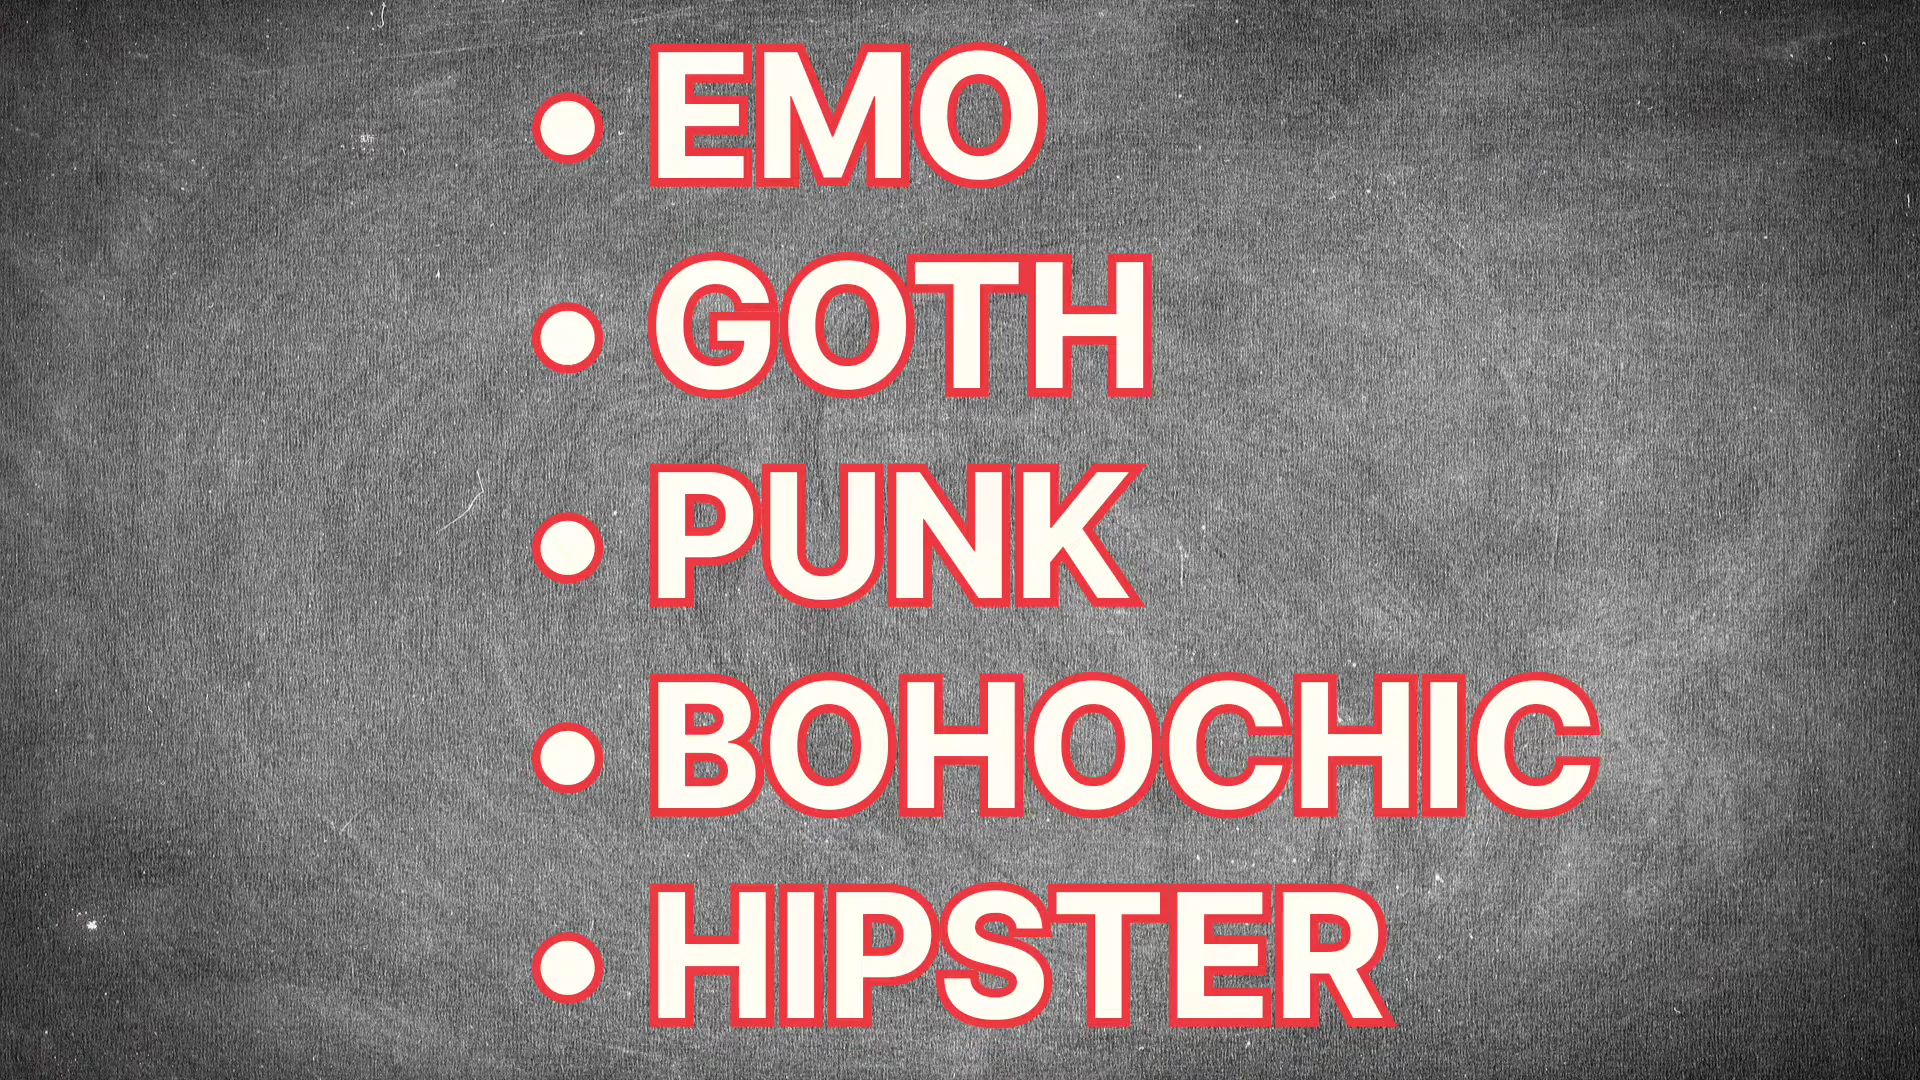 • EMO
• GOTH
• PUNK
• BOHOCHIC
• HIPSTER